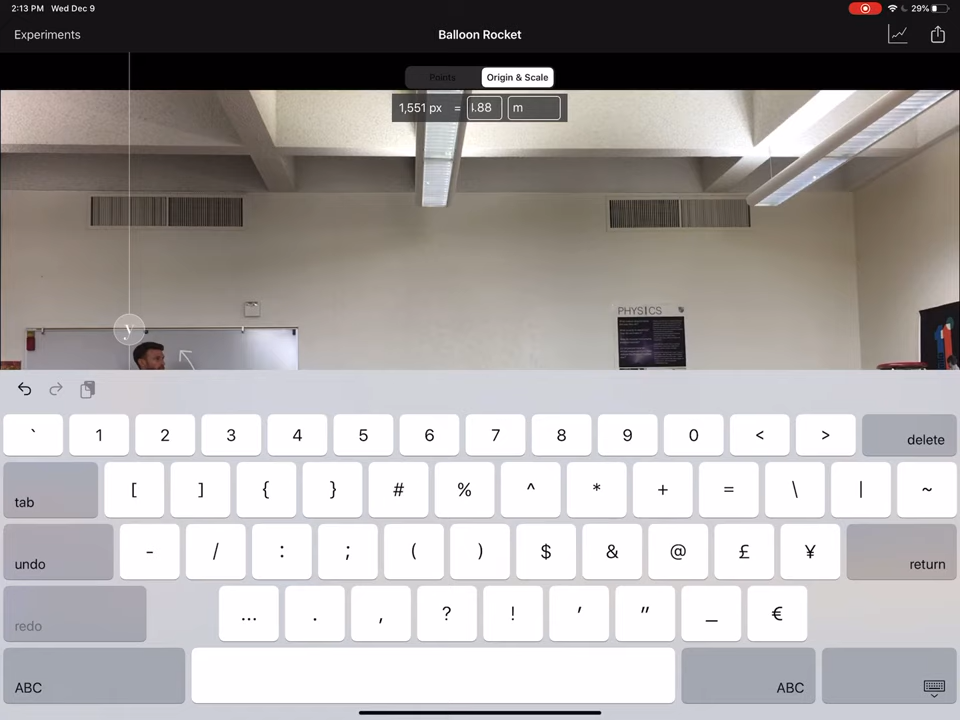 2:13 PM Wed Dec 9
29%
Experiments
Balloon Rocket
Points
Origin & Scale
1,551 px = .88 m
PHYSICS
y
` 1 2 3 4 5 6 7 8 9 0 < > delete
tab [ ] { } # % ^ * + = \ | ~
undo - / : ; ( ) $ & @ £ ¥ return
redo ... . , ? ! ' " _ €
ABC
ABC